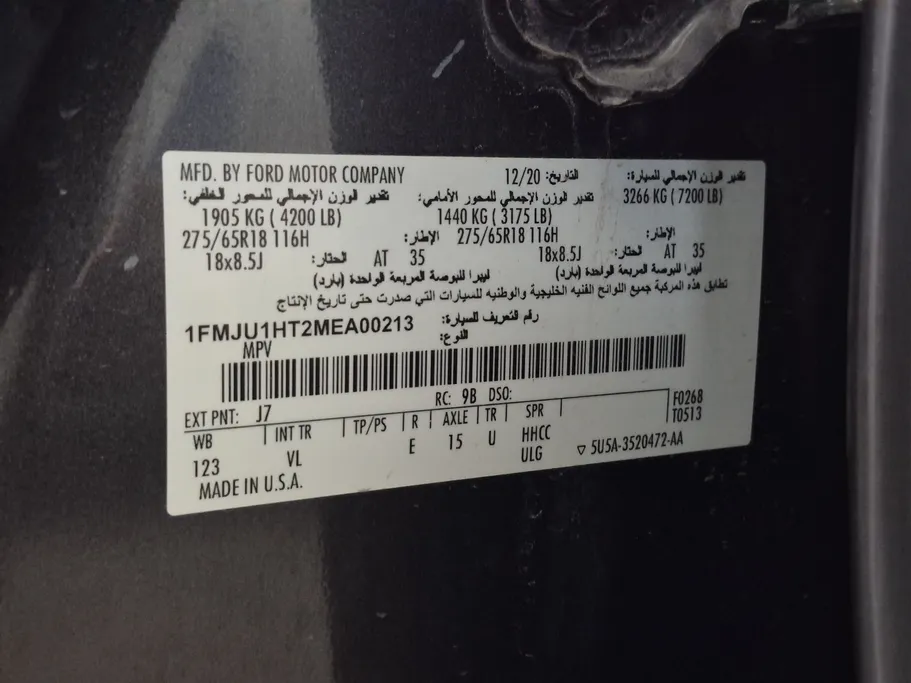 MFD. BY FORD MOTOR COMPANY 12/20 التاريخ: تقدير الوزن الإجمالي للسيارة:
تقدير الوزن الإجمالي للمحور الخلفي: تقدير الوزن الإجمالي للمحور الأمامي: 3266 KG ( 7200 LB)
1905 KG ( 4200 LB) 1440 KG ( 3175 LB)
275/65R18 116H الإطار: 275/65R18 116H الإطار:
18x8.5J الحتار: AT 35 18x8.5J الحتار: AT 35
ليبرا للبوصة المربعة الواحدة (بارد) ليبرا للبوصة المربعة الواحدة (بارد)
تطابق هذه المركبة جميع اللوائح الفنيه الخليجية والوطنيه للسيارات التي صدرت حتى تاريخ الإنتاج
1FMJU1HT2MEA00213 رقم التعريف للسيارة:
MPV النوع:
EXT PNT: J7 RC: 9B DSO: F0268
WB INT TR TP/PS R AXLE TR SPR T0513
123 VL E 15 U HHCC
ULG ▽ 5U5A-3520472-AA
MADE IN U.S.A.